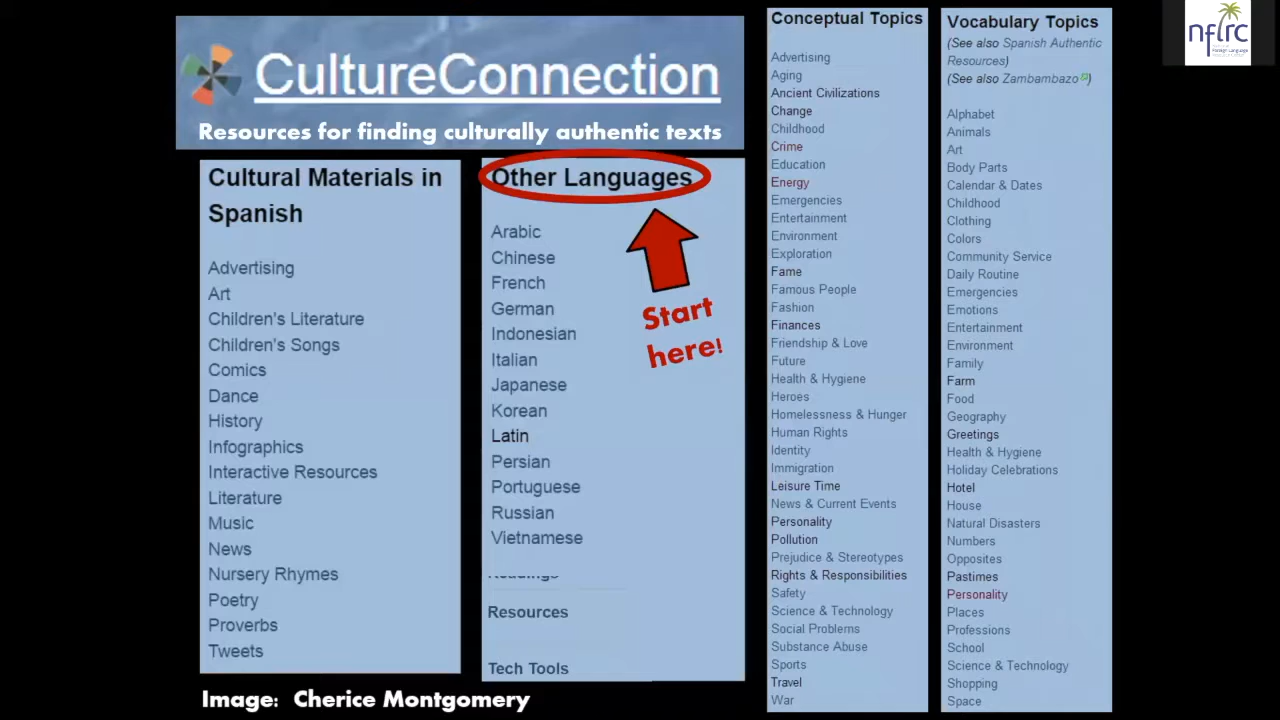 CultureConnection
Resources for finding culturally authentic texts
Cultural Materials in
Spanish
Advertising
Art
Children's Literature
Children's Songs
Comics
Dance
History
Infographics
Interactive Resources
Literature
Music
News
Nursery Rhymes
Poetry
Proverbs
Tweets
Image: Cherice Montgomery
Other Languages
Arabic
Chinese
French
German
Indonesian
Italian
Japanese
Korean
Latin
Persian
Portuguese
Russian
Vietnamese
Readings
Resources
Tech Tools
Start
here!
Conceptual Topics
Advertising
Aging
Ancient Civilizations
Change
Childhood
Crime
Education
Energy
Emergencies
Entertainment
Environment
Exploration
Fame
Famous People
Fashion
Finances
Friendship & Love
Future
Health & Hygiene
Heroes
Homelessness & Hunger
Human Rights
Identity
Immigration
Leisure Time
News & Current Events
Personality
Pollution
Prejudice & Stereotypes
Rights & Responsibilities
Safety
Science & Technology
Social Problems
Substance Abuse
Sports
Travel
War
Vocabulary Topics
(See also Spanish Authentic
Resources)
(See also Zambambazo)
Alphabet
Animals
Art
Body Parts
Calendar & Dates
Childhood
Clothing
Colors
Community Service
Daily Routine
Emergencies
Emotions
Entertainment
Environment
Family
Farm
Food
Geography
Greetings
Health & Hygiene
Holiday Celebrations
Hotel
House
Natural Disasters
Numbers
Opposites
Pastimes
Personality
Places
Professions
School
Science & Technology
Shopping
Space
nflrc